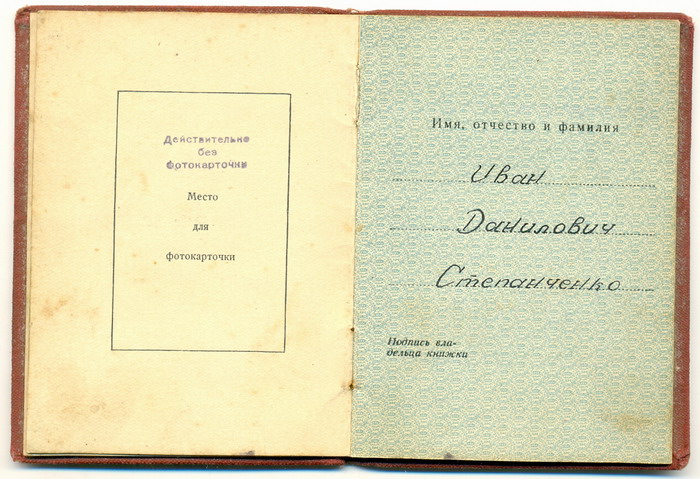 Действительно
без
фотокарточки
Место
для
фотокарточки
Имя, отчество и фамилия
Иван
Данилович
Степанченко
Подпись вла-
дельца книжки